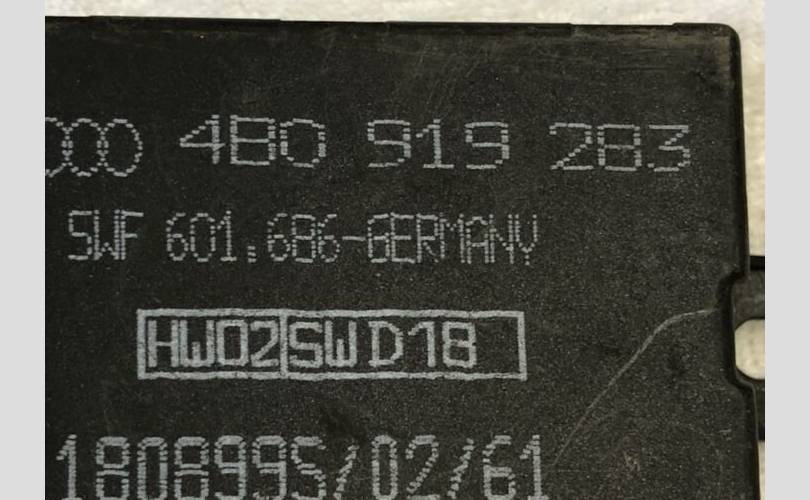 4B0 919 283
SWF 601.686-GERMANY
HW02 SW D18
180899S/02/61